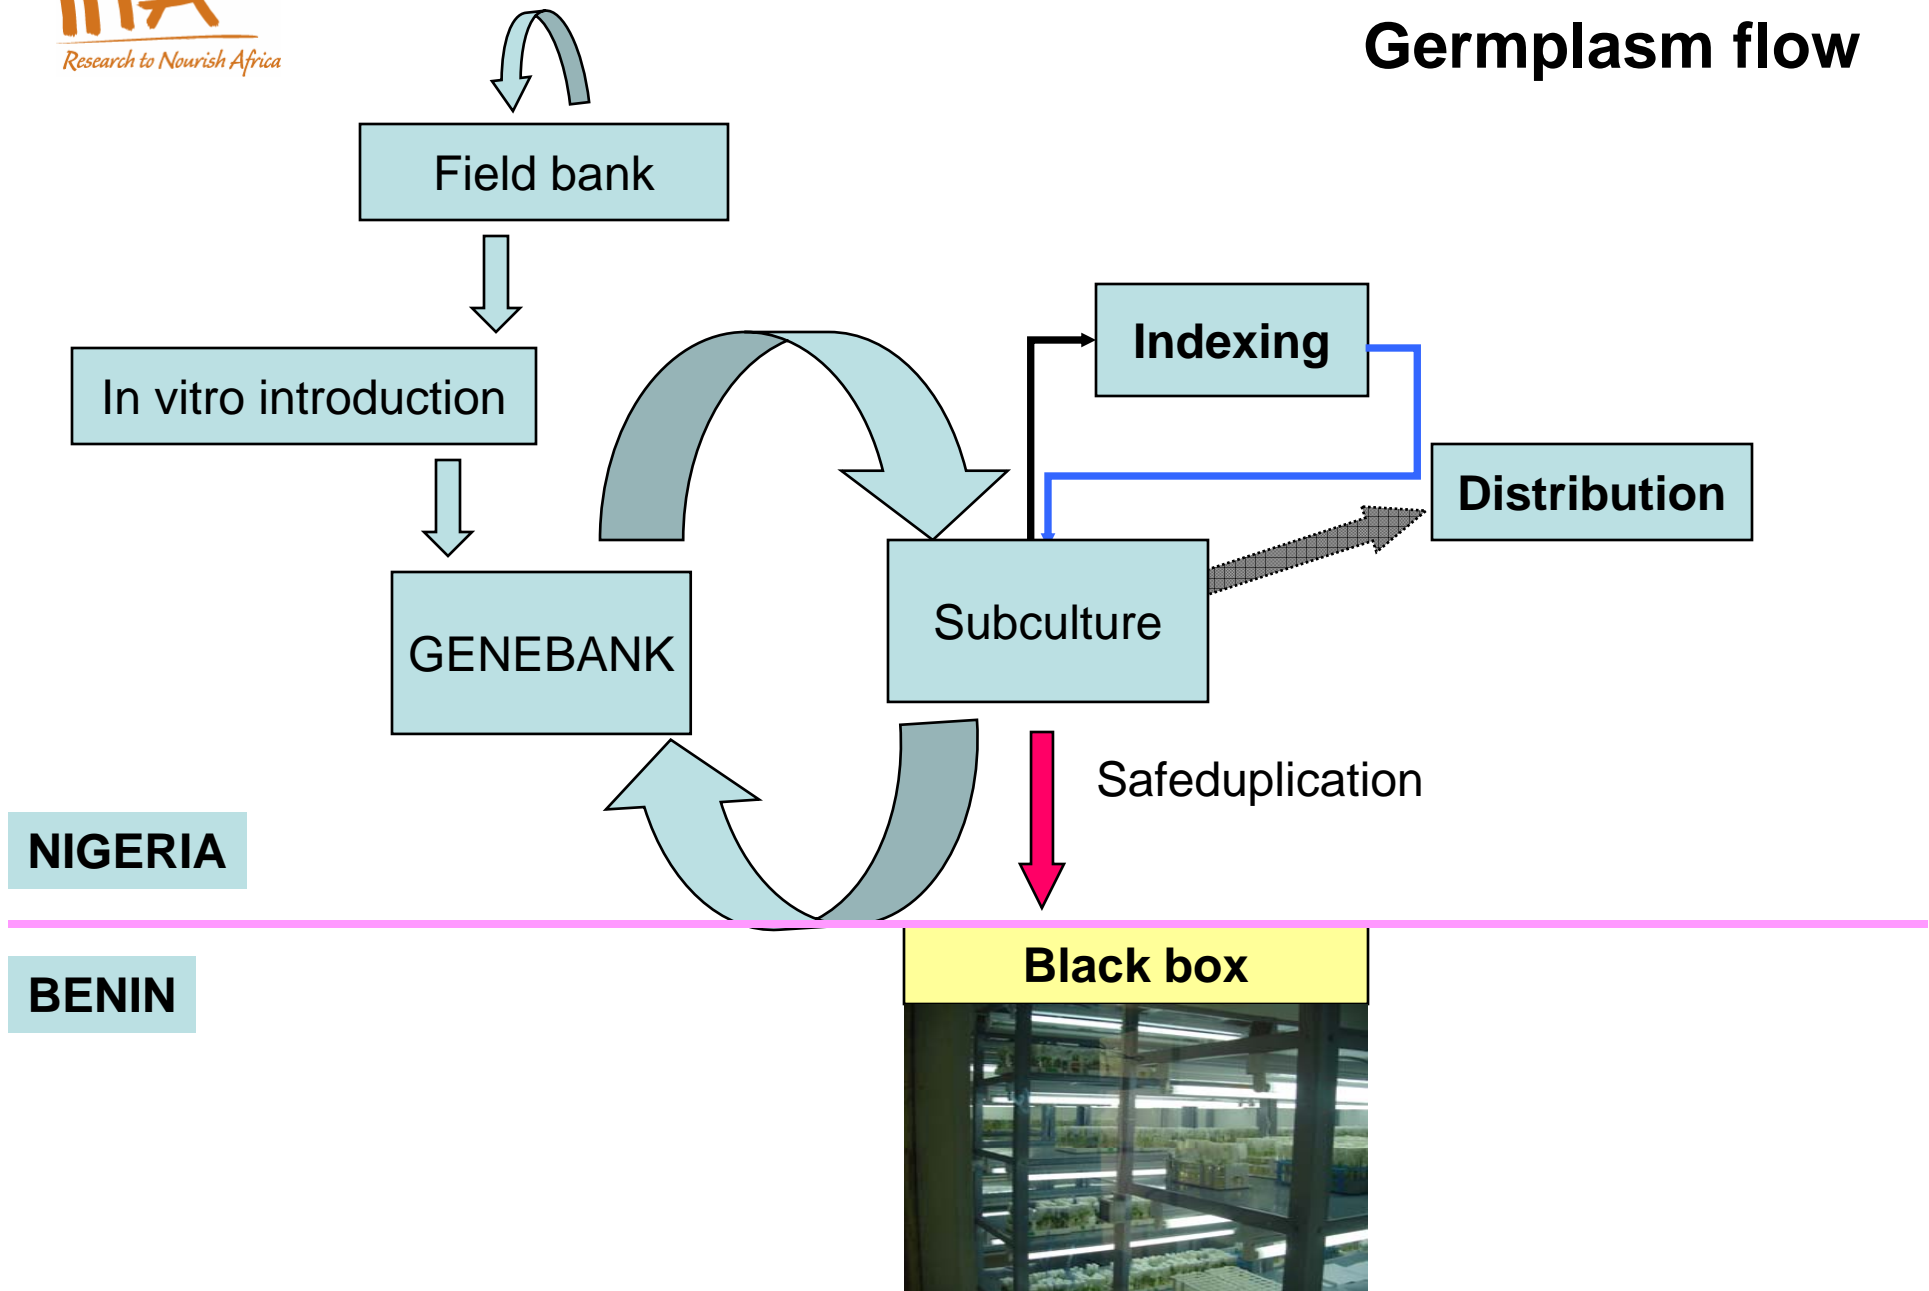 Research to Nourish Africa
Germplasm flow
Field bank
In vitro introduction
Indexing
Distribution
GENEBANK
Subculture
Safeduplication
NIGERIA
BENIN
Black box